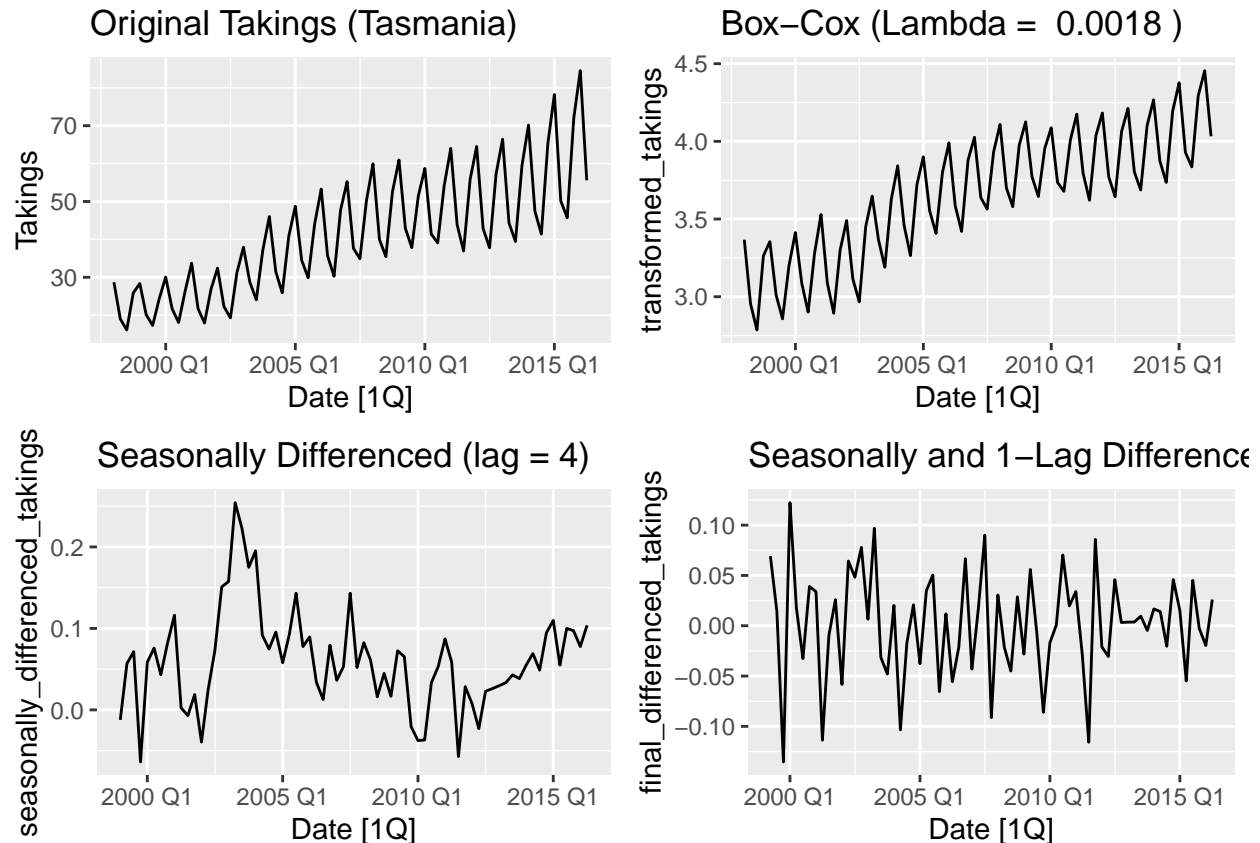 Original Takings (Tasmania)
Takings
70
50
30
2000 Q1 2005 Q1 2010 Q1 2015 Q1
Date [1Q]
Box−Cox (Lambda = 0.0018 )
transformed_takings
4.5
4.0
3.5
3.0
2000 Q1 2005 Q1 2010 Q1 2015 Q1
Date [1Q]
Seasonally Differenced (lag = 4)
seasonally_differenced_takings
0.2
0.1
0.0
2000 Q1 2005 Q1 2010 Q1 2015 Q1
Date [1Q]
Seasonally and 1−Lag Difference
final_differenced_takings
0.10
0.05
0.00
−0.05
−0.10
2000 Q1 2005 Q1 2010 Q1 2015 Q1
Date [1Q]